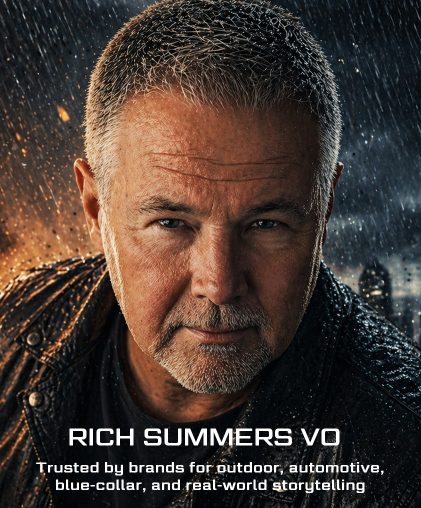 RICH SUMMERS VO
Trusted by brands for outdoor, automotive,
blue-collar, and real-world storytelling